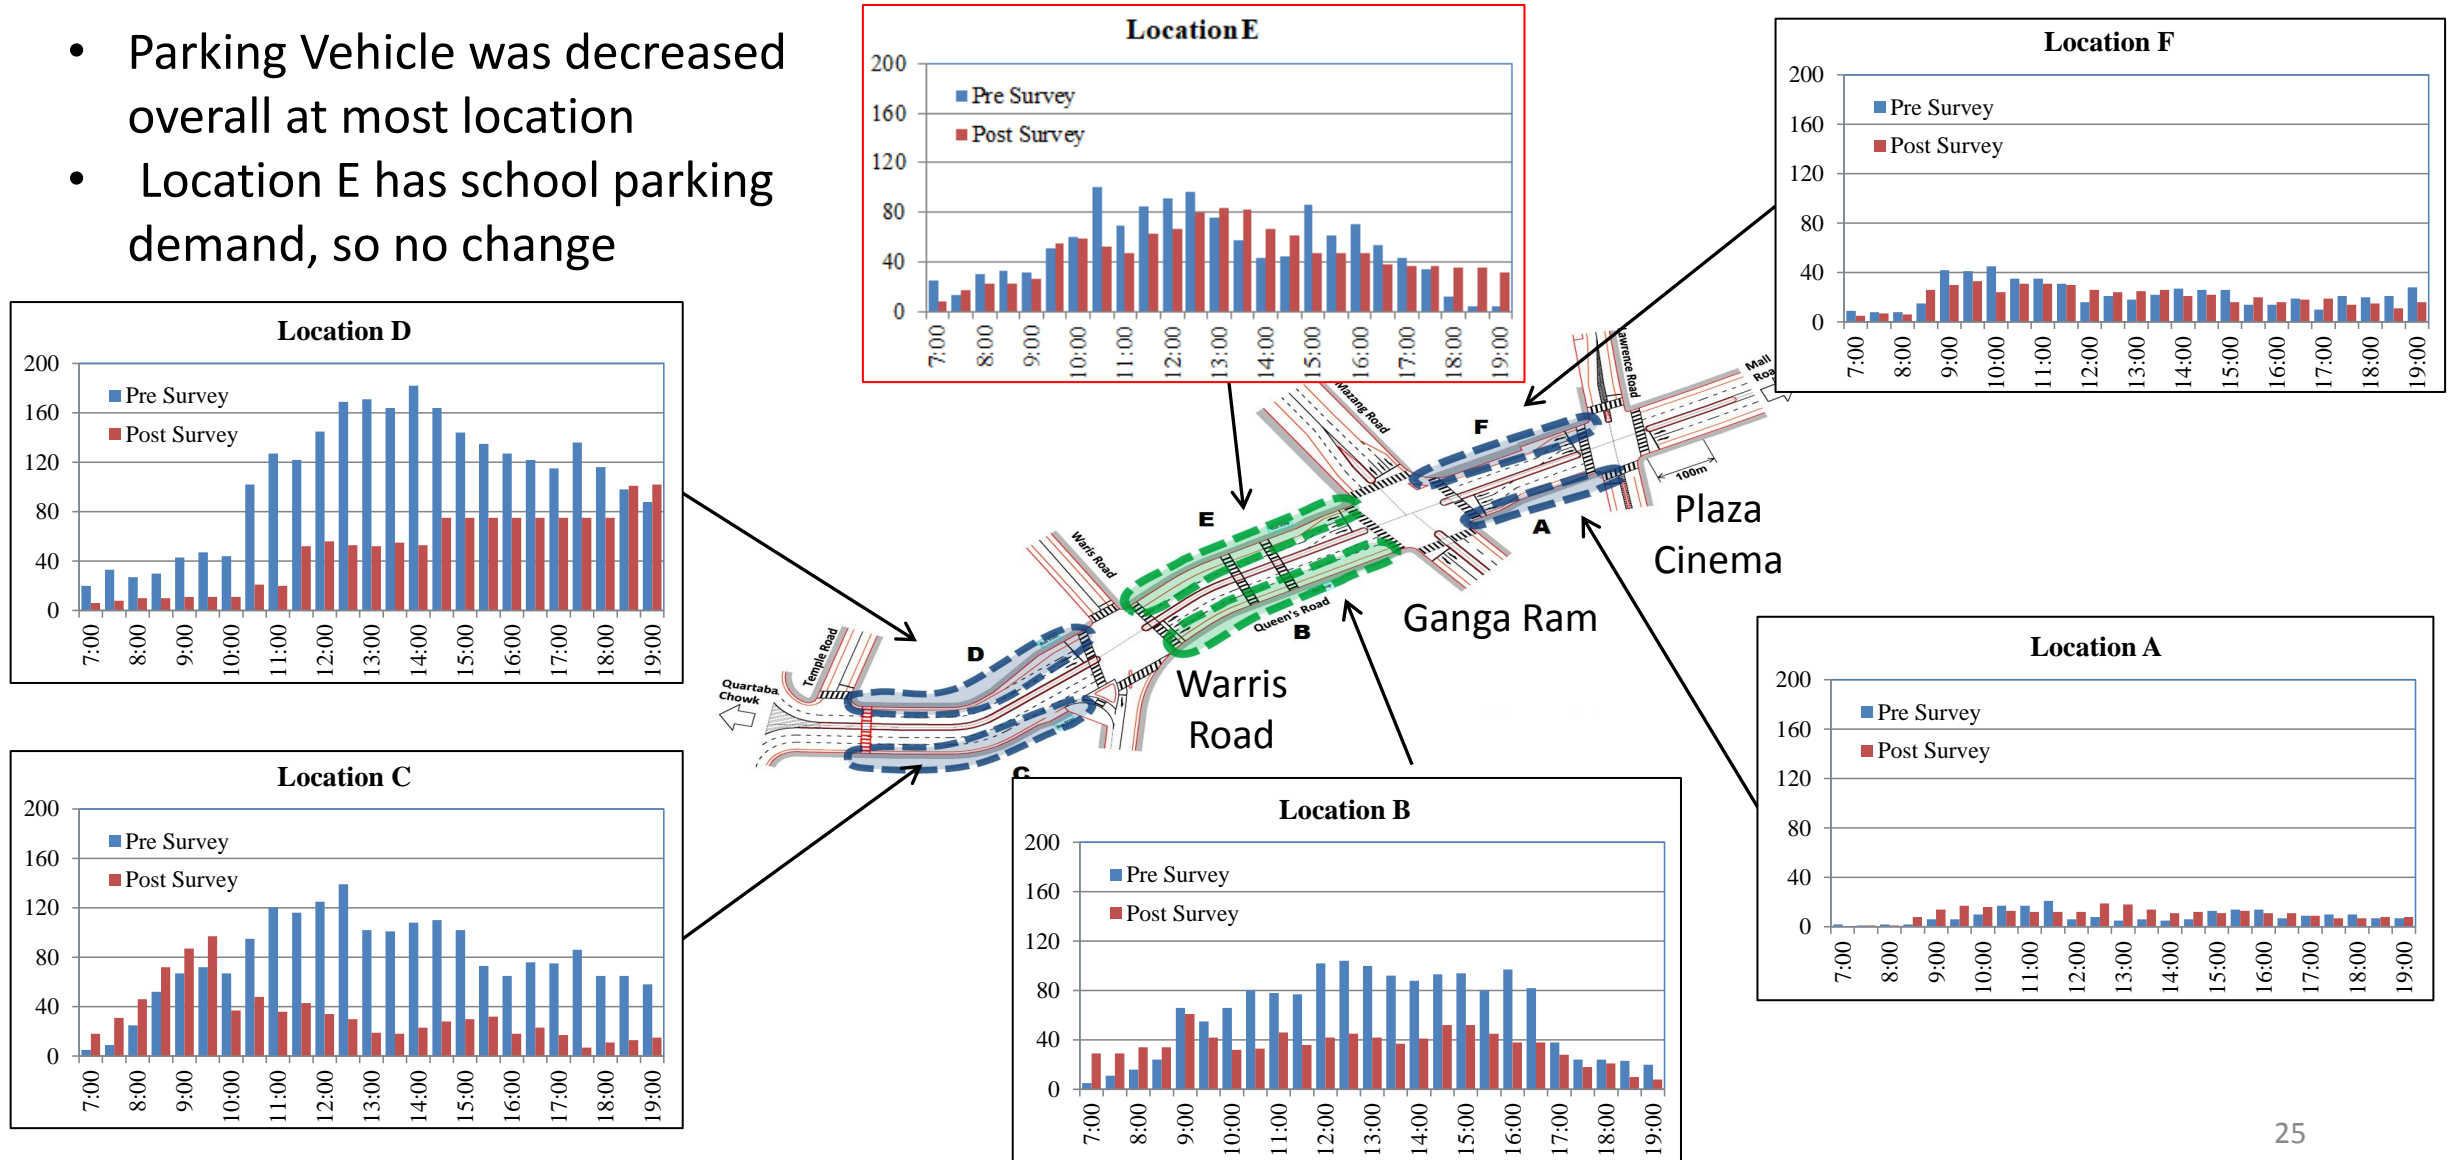 • Parking Vehicle was decreased
overall at most location
• Location E has school parking
demand, so no change
Location E
200
160
120
80
40
0
Pre Survey
Post Survey
7:00 8:00 9:00 10:00 11:00 12:00 13:00 14:00 15:00 16:00 17:00 18:00 19:00
Location F
200
160
120
80
40
0
Pre Survey
Post Survey
7:00 8:00 9:00 10:00 11:00 12:00 13:00 14:00 15:00 16:00 17:00 18:00 19:00
Location D
200
160
120
80
40
0
Pre Survey
Post Survey
7:00 8:00 9:00 10:00 11:00 12:00 13:00 14:00 15:00 16:00 17:00 18:00 19:00
Mazang Road
Lawrence Road
Mall
F
100m
A
Plaza
Cinema
E
Waris Road
Queen's Road
B
Ganga Ram
D
Temple Road
Quartaba
Chowk
Warris
Road
C
Location A
200
160
120
80
40
0
Pre Survey
Post Survey
7:00 8:00 9:00 10:00 11:00 12:00 13:00 14:00 15:00 16:00 17:00 18:00 19:00
Location C
200
160
120
80
40
0
Pre Survey
Post Survey
7:00 8:00 9:00 10:00 11:00 12:00 13:00 14:00 15:00 16:00 17:00 18:00 19:00
Location B
200
160
120
80
40
0
Pre Survey
Post Survey
7:00 8:00 9:00 10:00 11:00 12:00 13:00 14:00 15:00 16:00 17:00 18:00 19:00
25